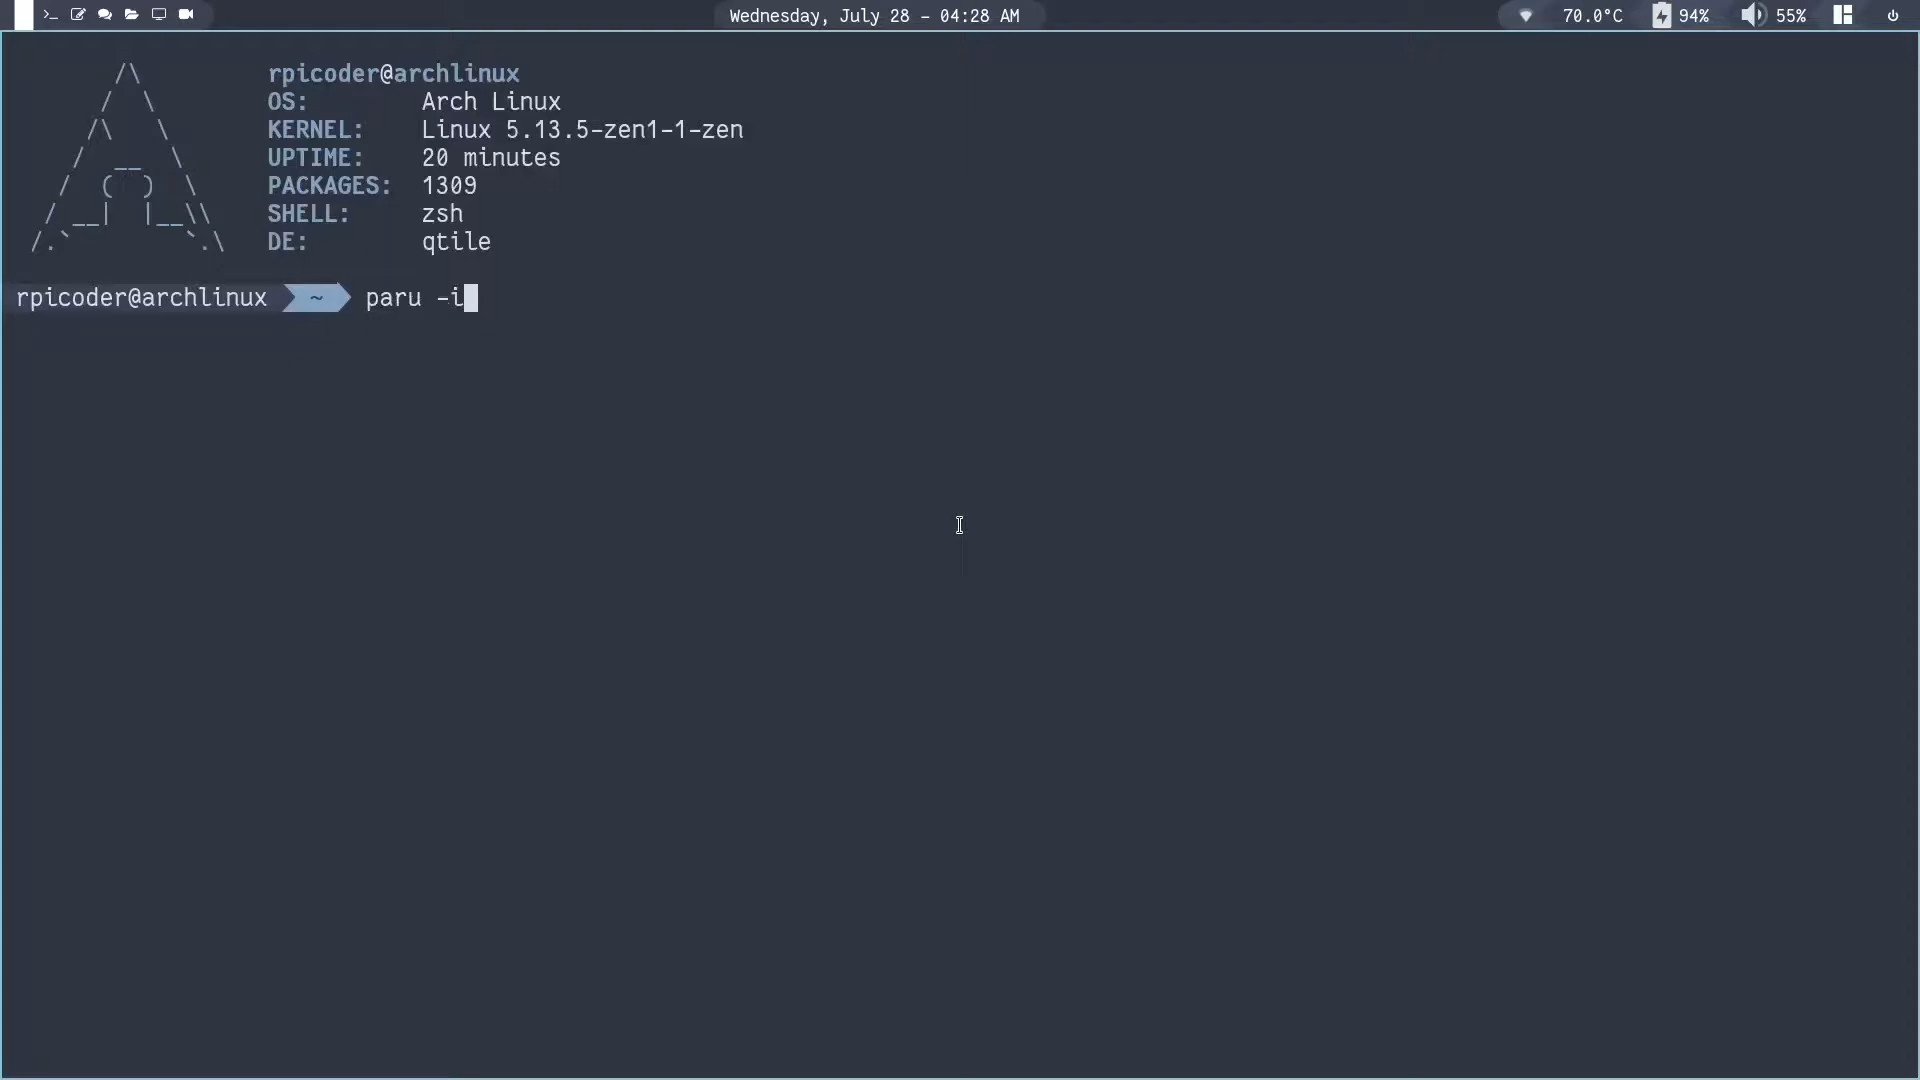 Wednesday, July 28 - 04:28 AM
70.0°C 94% 55%
rpicoder@archlinux
OS: Arch Linux
KERNEL: Linux 5.13.5-zen1-1-zen
UPTIME: 20 minutes
PACKAGES: 1309
SHELL: zsh
DE: qtile
rpicoder@archlinux ~ paru -i